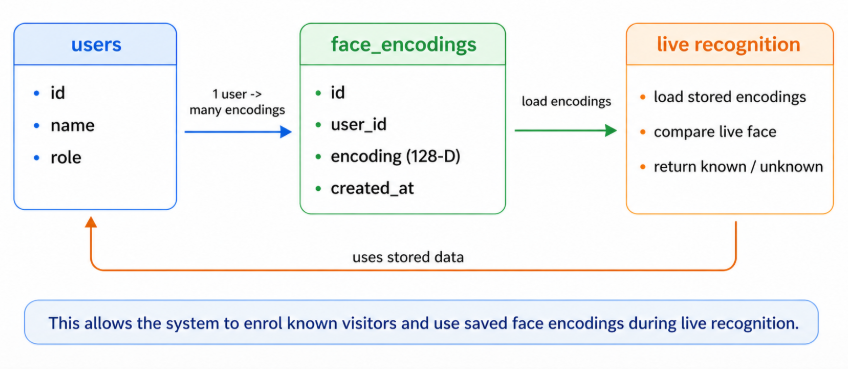 users
• id
• name
• role
1 user ->
many encodings
face_encodings
• id
• user_id
• encoding (128-D)
• created_at
load encodings
live recognition
• load stored encodings
• compare live face
• return known / unknown
uses stored data
This allows the system to enrol known visitors and use saved face encodings during live recognition.